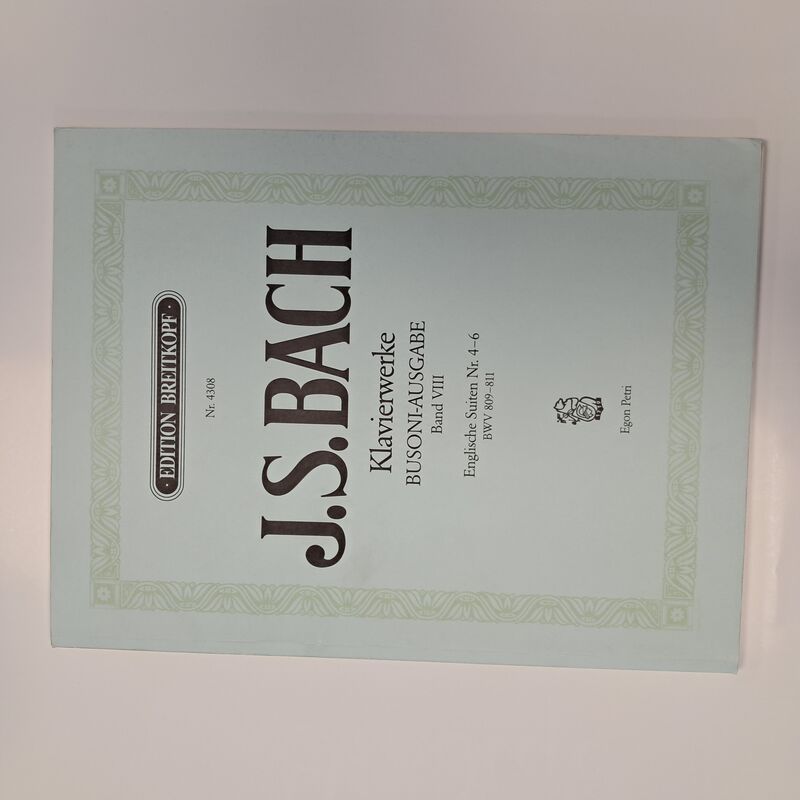 · EDITION BREITKOPF ·
Nr. 4308
J.S. BACH
Klavierwerke
BUSONI-AUSGABE
Band VIII
Englische Suiten Nr. 4–6
BWV 809–811
Egon Petri